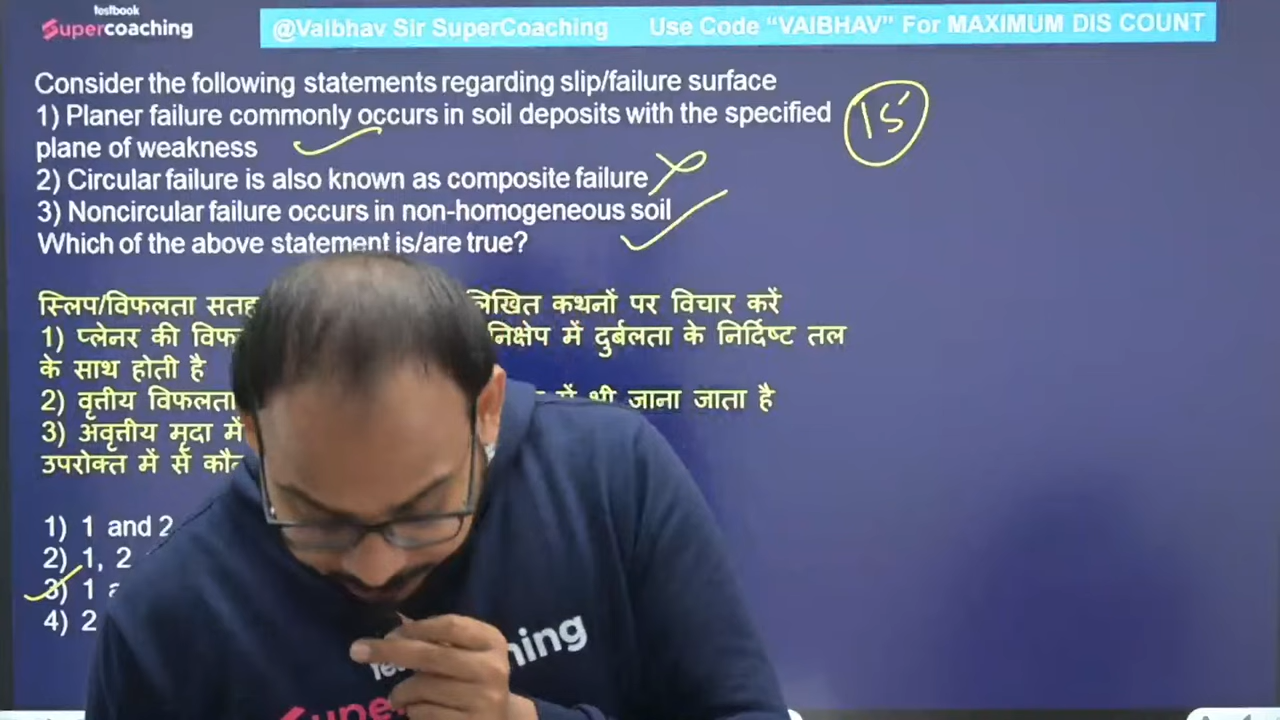 testbook
Supercoaching
@Vaibhav Sir SuperCoaching Use Code “VAIBHAV” For MAXIMUM DIS COUNT
Consider the following statements regarding slip/failure surface
1) Planer failure commonly occurs in soil deposits with the specified
plane of weakness
15
2) Circular failure is also known as composite failure
3) Noncircular failure occurs in non-homogeneous soil
Which of the above statement is/are true?
स्लिप/विफलता सतह लिखित कथनों पर विचार करें
1) प्लेनर की विफ निक्षेप में दुर्बलता के निर्दिष्ट तल
के साथ होती है
2) वृत्तीय विफलता में भी जाना जाता है
3) अवृत्तीय मृदा में
उपरोक्त में से कौन
1) 1 and 2
2) 1, 2
3) 1
4) 2
hing
Supe